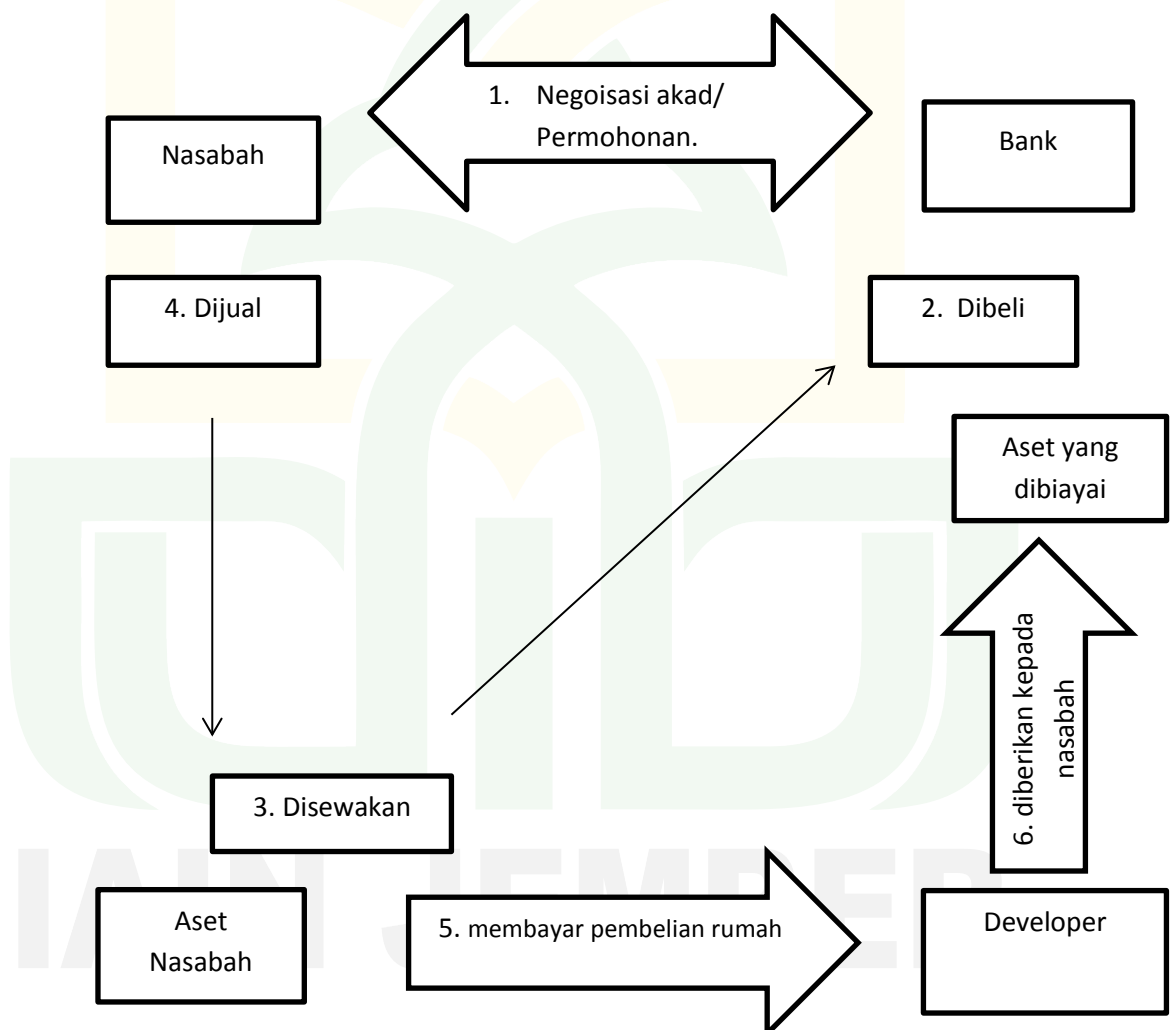 1. Negoisasi akad/
Permohonan.
Nasabah
Bank
4. Dijual
2. Dibeli
Aset yang
dibiayai
6. diberikan kepada
nasabah
3. Disewakan
Aset
Nasabah
5. membayar pembelian rumah
Developer
IAIN JEMBER